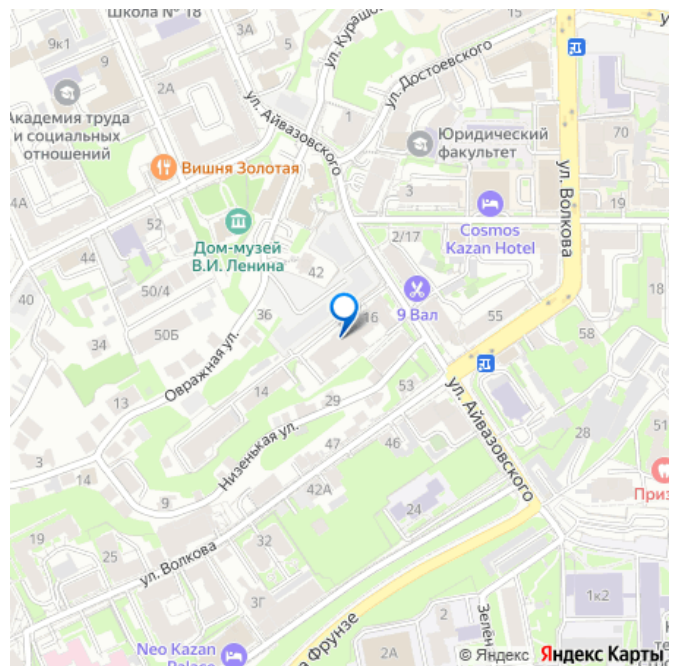 Школа № 18
9к1
9
3А
5
15
ул. Курашо
ул. Достоевского
2А
Академия труда
и социальных
отношений
ул. Айвазовского
1
Юридический
факультет
70
Вишня Золотая
3
ул. Волкова
19
52
Cosmos
Kazan Hotel
Дом-музей
В.И. Ленина
2/17
44
42
50/4
40
18
9 Вал
36
16
55
50Б
58
34
Овражная ул.
14
53
ул. Айвазовского
13
29
Низенькая ул.
28
51
47
46
3
14
Приз
42А
9
24
19
32
25
ул. Волкова
1к2
3Г
2
Зелён
Neo Kazan
Palace
а Фрунзе
2А
© Яндекс Яндекс Карты